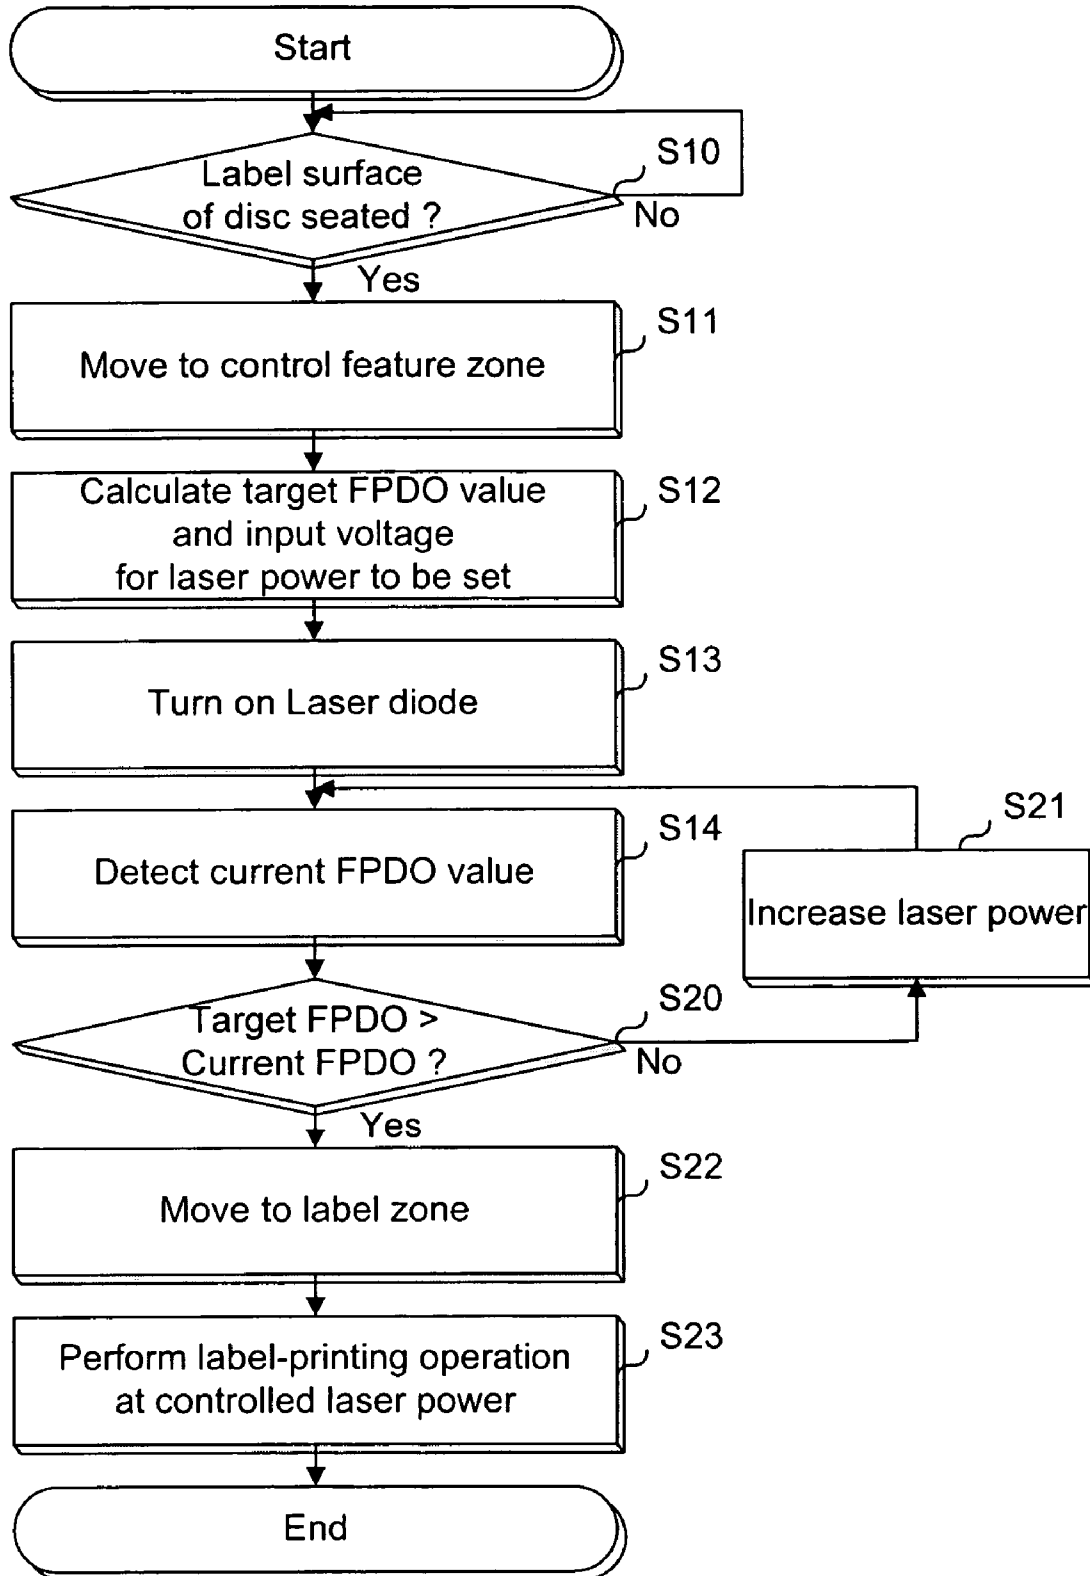 Start
S10
Label surface
of disc seated ?
No
Yes
S11
Move to control feature zone
S12
Calculate target FPDO value
and input voltage
for laser power to be set
S13
Turn on Laser diode
S14
Detect current FPDO value
S21
Increase laser power
S20
Target FPDO >
Current FPDO ?
No
Yes
S22
Move to label zone
S23
Perform label-printing operation
at controlled laser power
End